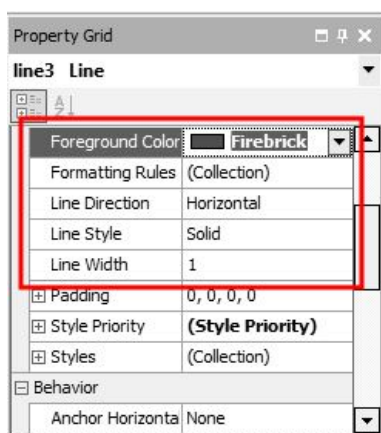 Property Grid
line3 Line
Foreground Color Firebrick
Formatting Rules (Collection)
Line Direction Horizontal
Line Style Solid
Line Width 1
Padding 0, 0, 0, 0
Style Priority (Style Priority)
Styles (Collection)
Behavior
Anchor Horizonta None